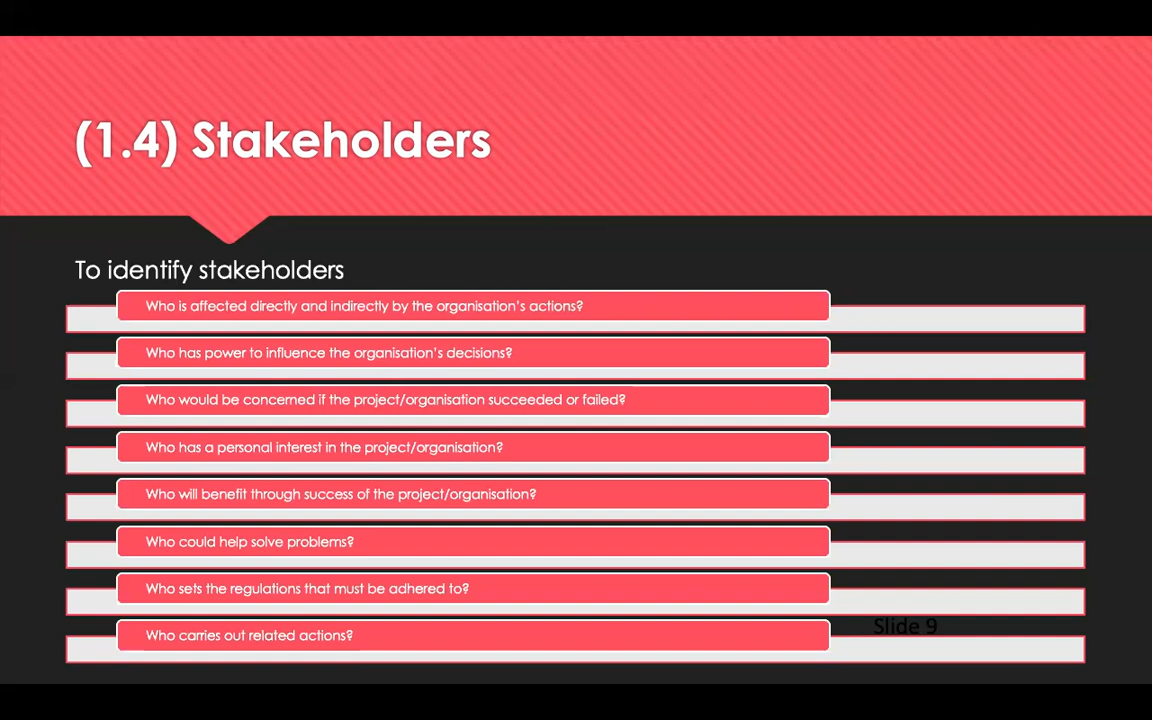 (1.4) Stakeholders
To identify stakeholders
Who is affected directly and indirectly by the organisation's actions?
Who has power to influence the organisation's decisions?
Who would be concerned if the project/organisation succeeded or failed?
Who has a personal interest in the project/organisation?
Who will benefit through success of the project/organisation?
Who could help solve problems?
Who sets the regulations that must be adhered to?
Slide 9
Who carries out related actions?